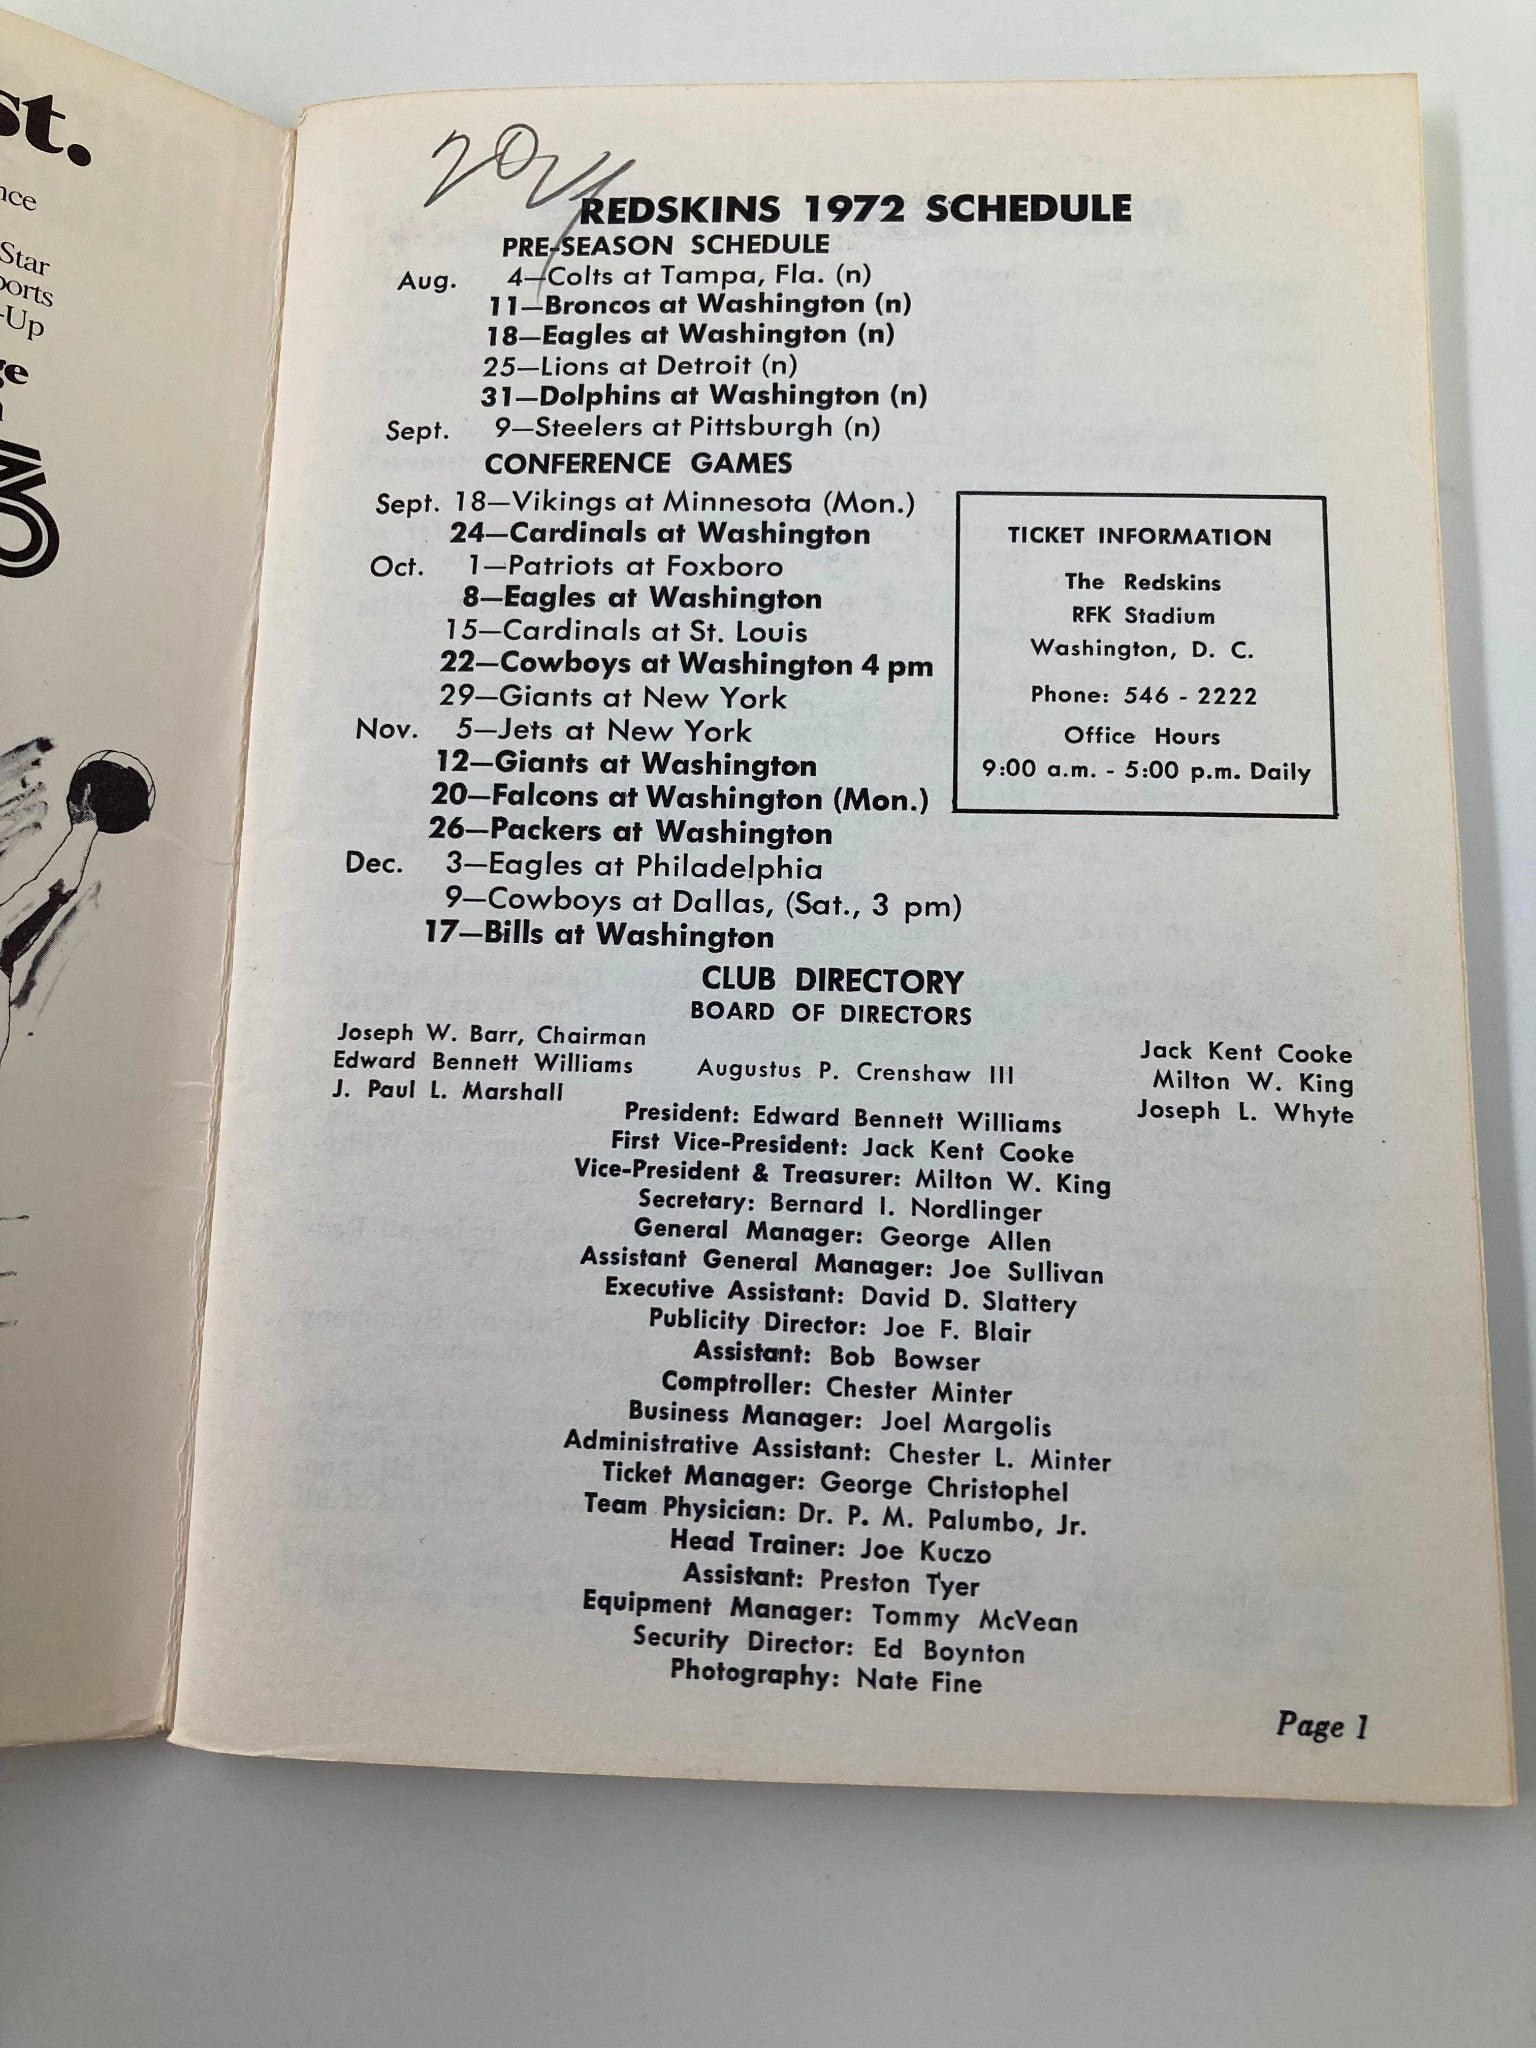 st.
Star
-Up
REDSKINS 1972 SCHEDULE
PRE-SEASON SCHEDULE
Aug. 4—Colts at Tampa, Fla. (n)
11—Broncos at Washington (n)
18—Eagles at Washington (n)
25—Lions at Detroit (n)
31—Dolphins at Washington (n)
Sept. 9—Steelers at Pittsburgh (n)
CONFERENCE GAMES
Sept. 18—Vikings at Minnesota (Mon.)
24—Cardinals at Washington
Oct. 1—Patriots at Foxboro
8—Eagles at Washington
15—Cardinals at St. Louis
22—Cowboys at Washington 4 pm
29—Giants at New York
Nov. 5—Jets at New York
12—Giants at Washington
20—Falcons at Washington (Mon.)
26—Packers at Washington
Dec. 3—Eagles at Philadelphia
9—Cowboys at Dallas, (Sat., 3 pm)
17—Bills at Washington
TICKET INFORMATION
The Redskins
RFK Stadium
Washington, D. C.
Phone: 546 - 2222
Office Hours
9:00 a.m. - 5:00 p.m. Daily
CLUB DIRECTORY
BOARD OF DIRECTORS
Joseph W. Barr, Chairman
Edward Bennett Williams
J. Paul L. Marshall
Augustus P. Crenshaw III
Jack Kent Cooke
Milton W. King
Joseph L. Whyte
President: Edward Bennett Williams
First Vice-President: Jack Kent Cooke
Vice-President & Treasurer: Milton W. King
Secretary: Bernard I. Nordlinger
General Manager: George Allen
Assistant General Manager: Joe Sullivan
Executive Assistant: David D. Slattery
Publicity Director: Joe F. Blair
Assistant: Bob Bowser
Comptroller: Chester Minter
Business Manager: Joel Margolis
Administrative Assistant: Chester L. Minter
Ticket Manager: George Christophel
Team Physician: Dr. P. M. Palumbo, Jr.
Head Trainer: Joe Kuczo
Assistant: Preston Tyer
Equipment Manager: Tommy McVean
Security Director: Ed Boynton
Photography: Nate Fine
Page 1